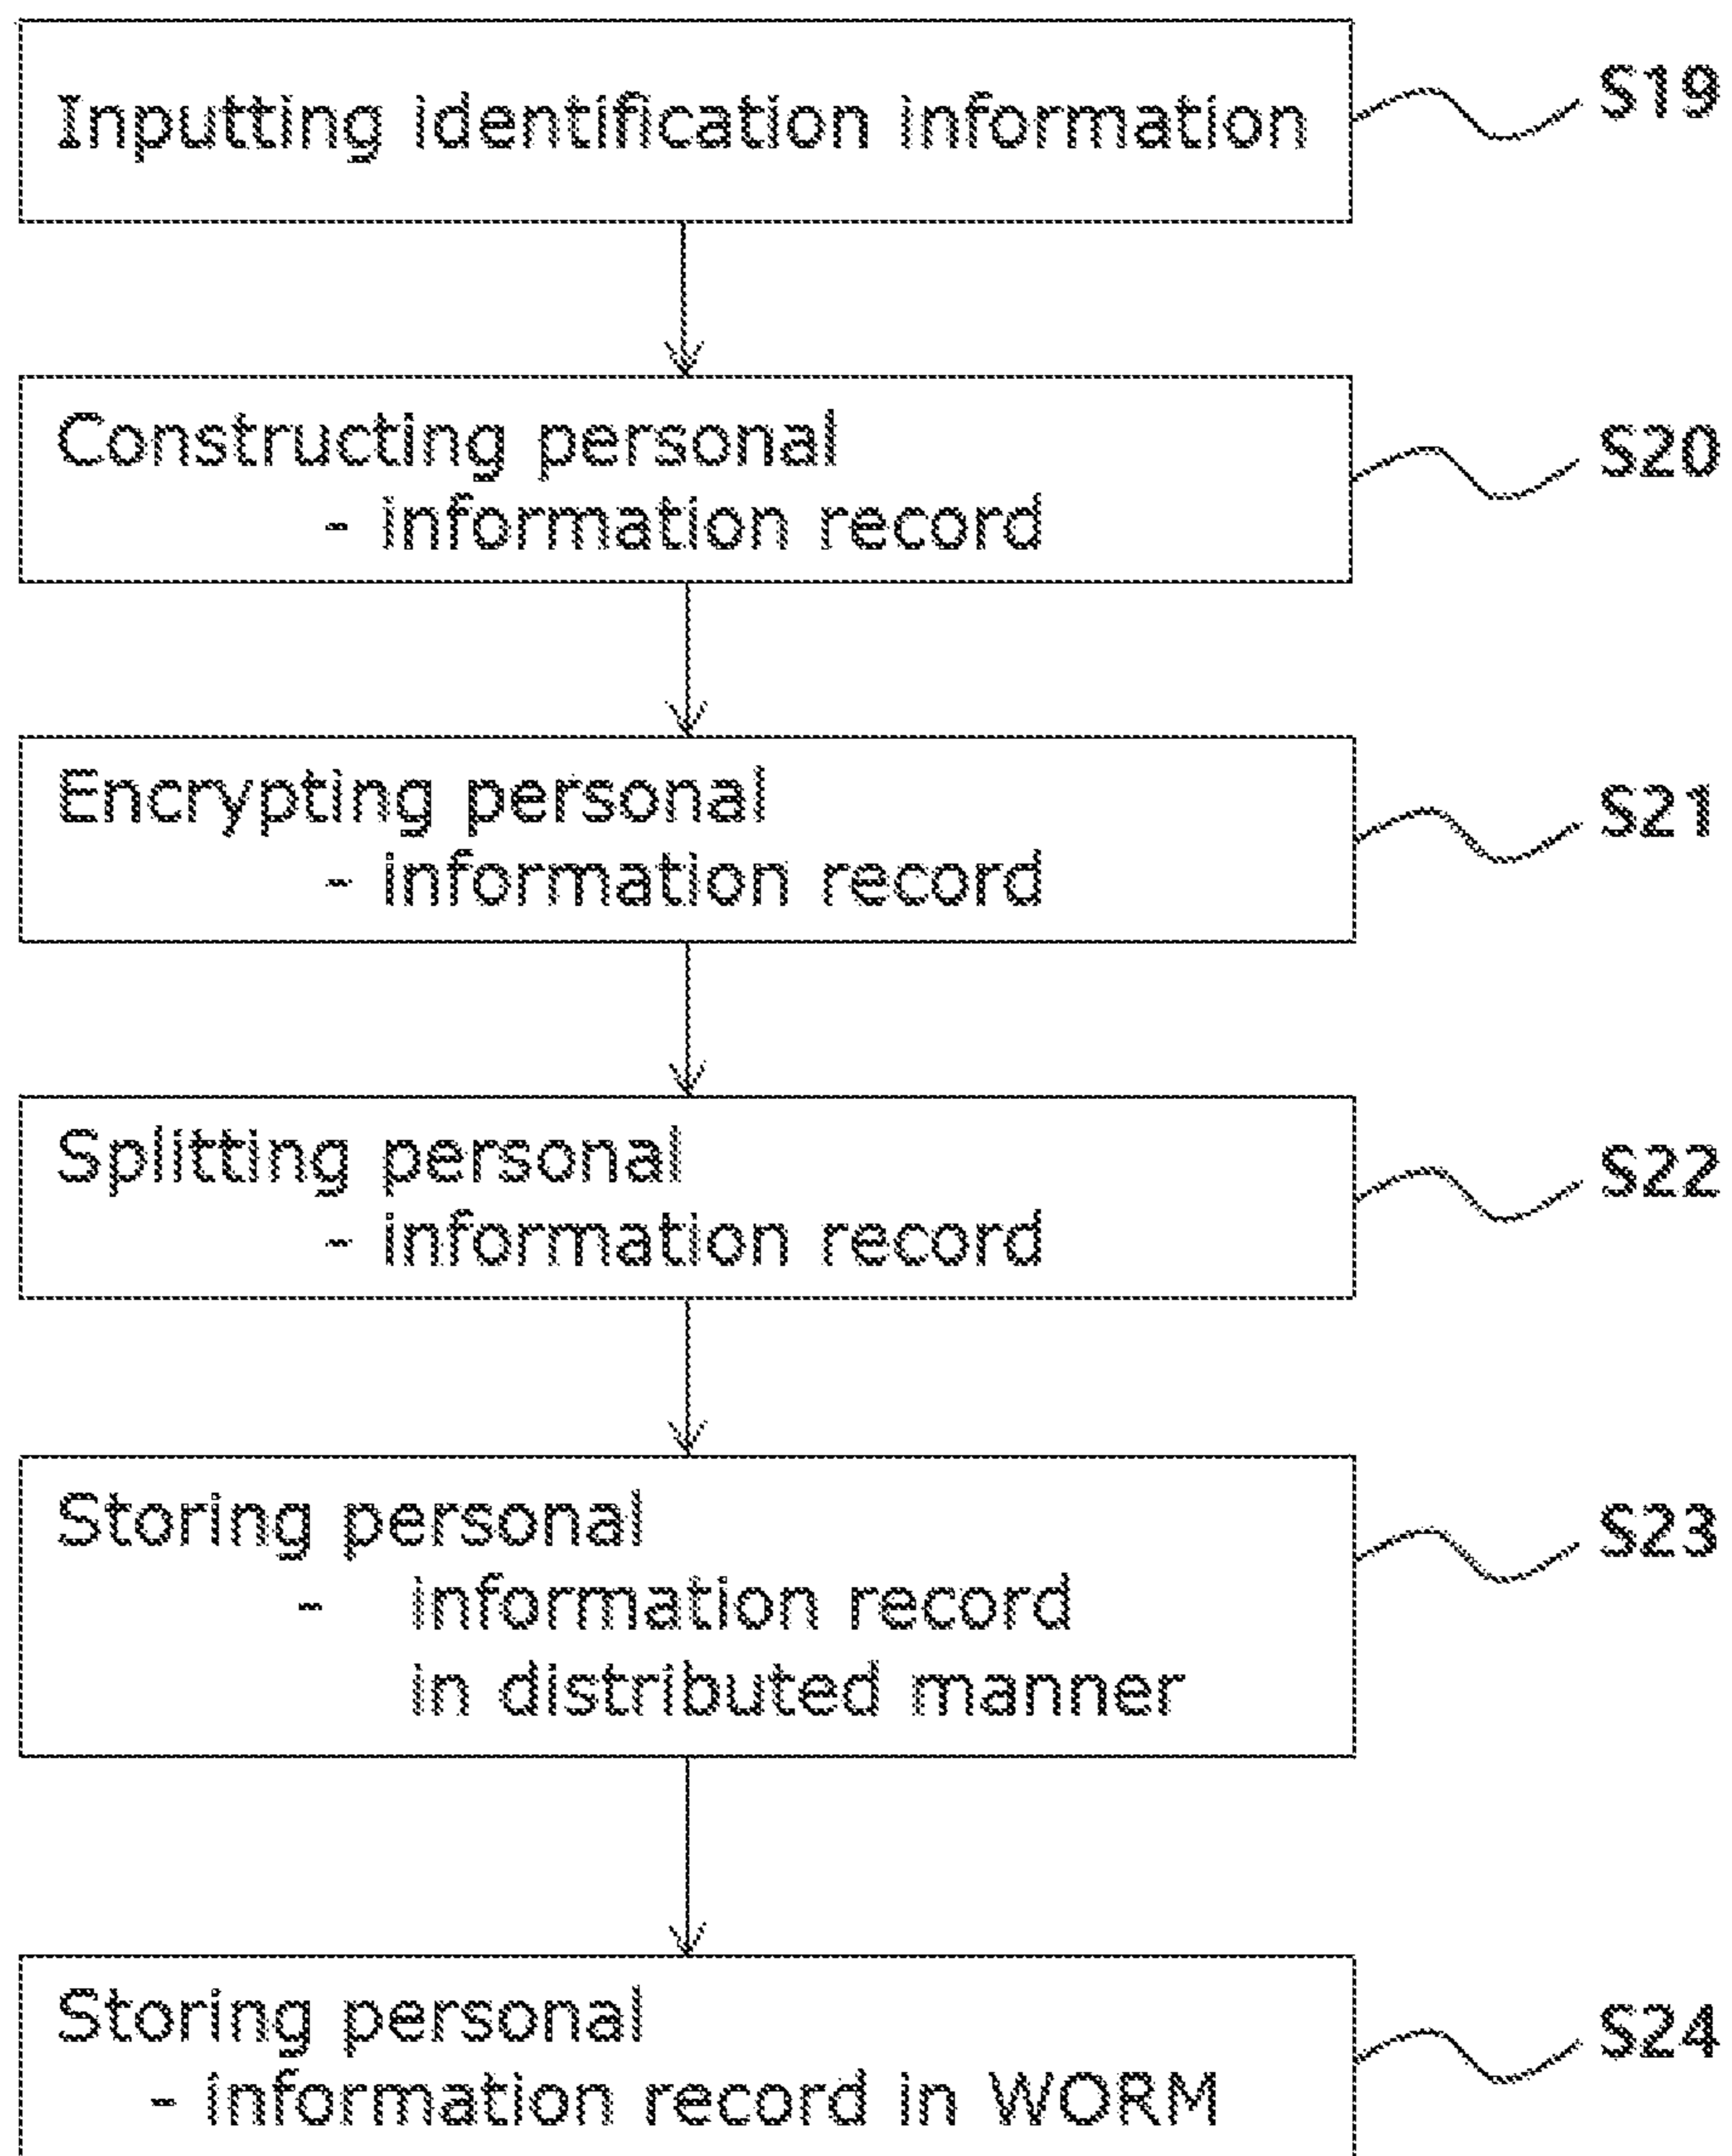 Inputting identification information
S19
Constructing personal
- information record
S20
Encrypting personal
- information record
S21
Splitting personal
- information record
S22
Storing personal
- information record
in distributed manner
S23
Storing personal
- information record in WORM
S24